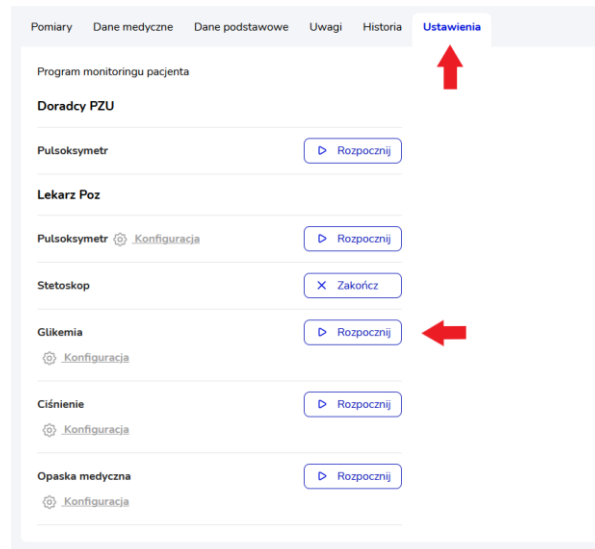 Pomiary Dane medyczne Dane podstawowe Uwagi Historia Ustawienia
Program monitoringu pacjenta
Doradcy PZU
Pulsoksymetr Rozpocznij
Lekarz Poz
Pulsoksymetr Konfiguracja Rozpocznij
Stetoskop Zakończ
Glikemia Rozpocznij
Konfiguracja
Ciśnienie Rozpocznij
Konfiguracja
Opaska medyczna Rozpocznij
Konfiguracja